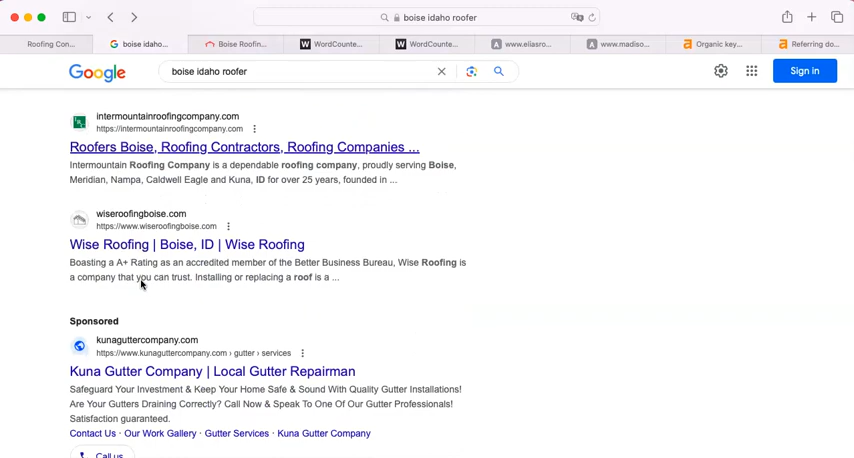 boise idaho roofer
Roofing Con...
boise idaho...
Boise Roofin...
WordCounte...
WordCounte...
www.eliasro...
www.madiso...
Organic key...
Referring do...
Google
boise idaho roofer
Sign in
intermountainroofingcompany.com
https://intermountainroofingcompany.com
Roofers Boise, Roofing Contractors, Roofing Companies ...
Intermountain Roofing Company is a dependable roofing company, proudly serving Boise,
Meridian, Nampa, Caldwell Eagle and Kuna, ID for over 25 years, founded in ...
wiseroofingboise.com
https://www.wiseroofingboise.com
Wise Roofing | Boise, ID | Wise Roofing
Boasting a A+ Rating as an accredited member of the Better Business Bureau, Wise Roofing is
a company that you can trust. Installing or replacing a roof is a ...
Sponsored
kunaguttercompany.com
https://www.kunaguttercompany.com › gutter › services
Kuna Gutter Company | Local Gutter Repairman
Safeguard Your Investment & Keep Your Home Safe & Sound With Quality Gutter Installations!
Are Your Gutters Draining Correctly? Call Now & Speak To One Of Our Gutter Professionals!
Satisfaction guaranteed.
Contact Us · Our Work Gallery · Gutter Services · Kuna Gutter Company
Call us